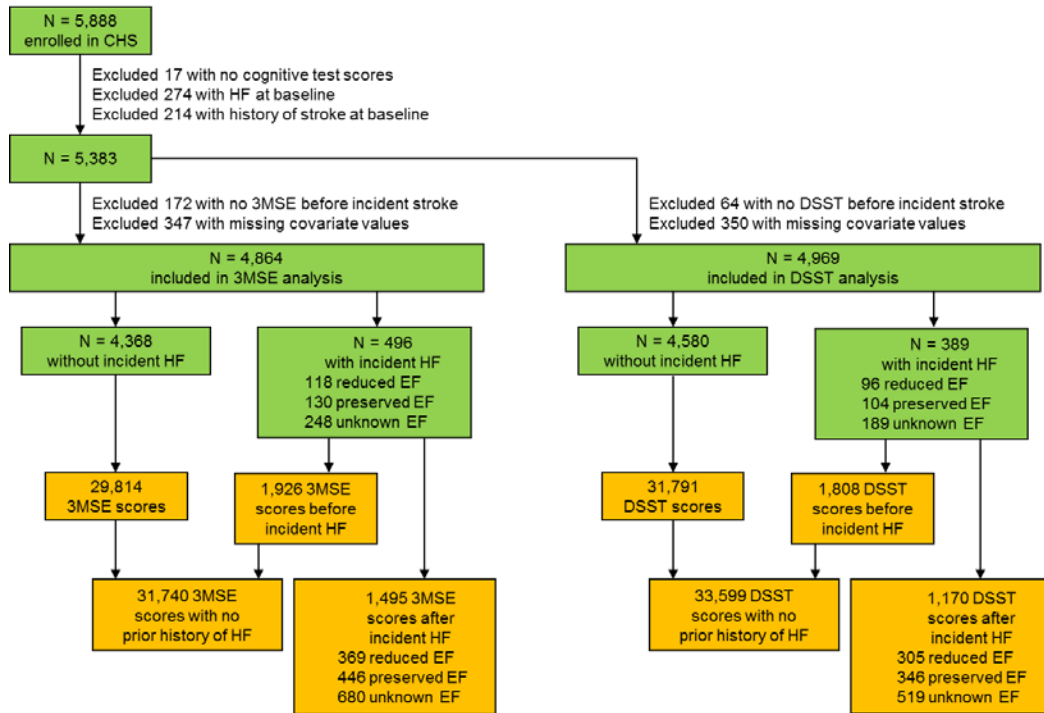 N = 5,888
enrolled in CHS
Excluded 17 with no cognitive test scores
Excluded 274 with HF at baseline
Excluded 214 with history of stroke at baseline
N = 5,383
Excluded 172 with no 3MSE before incident stroke
Excluded 347 with missing covariate values
Excluded 64 with no DSST before incident stroke
Excluded 350 with missing covariate values
N = 4,864
included in 3MSE analysis
N = 4,969
included in DSST analysis
N = 4,368
without incident HF
N = 496
with incident HF
118 reduced EF
130 preserved EF
248 unknown EF
N = 4,580
without incident HF
N = 389
with incident HF
96 reduced EF
104 preserved EF
189 unknown EF
29,814
3MSE scores
1,926 3MSE
scores before
incident HF
31,791
DSST scores
1,808 DSST
scores before
incident HF
31,740 3MSE
scores with no
prior history of HF
1,495 3MSE
scores after
incident HF
369 reduced EF
446 preserved EF
680 unknown EF
33,599 DSST
scores with no
prior history of HF
1,170 DSST
scores after
incident HF
305 reduced EF
346 preserved EF
519 unknown EF